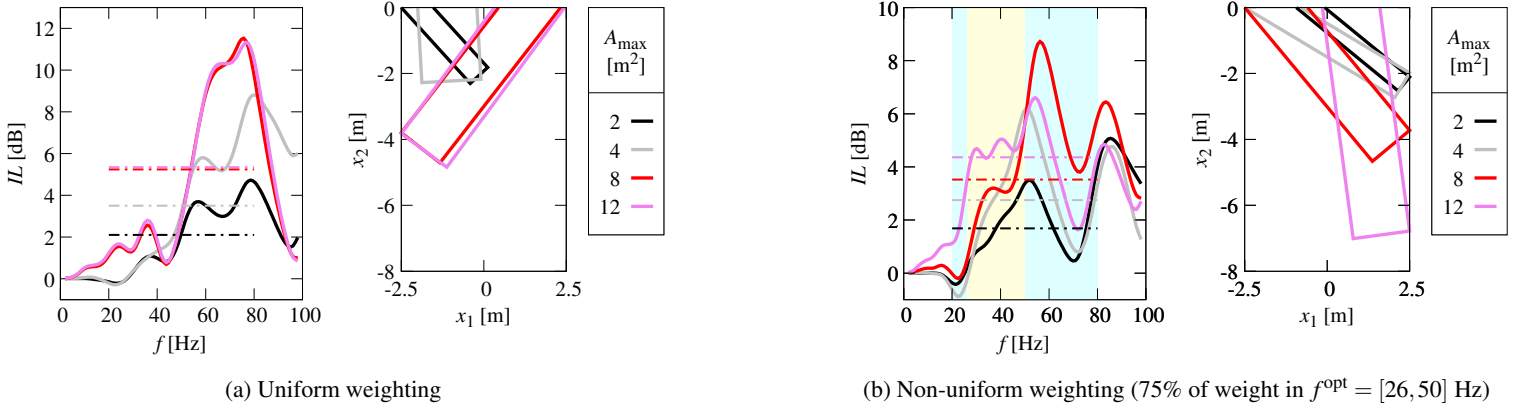 12
10
8
6
4
2
0
IL [dB]
0 20 40 60 80 100
f [Hz]
0
-2
-4
-6
-8
x2 [m]
-2.5 0 2.5
x1 [m]
Amax
[m²]
2
4
8
12
(a) Uniform weighting
10
8
6
4
2
0
IL [dB]
0 20 40 60 80 100
f [Hz]
0
-2
-4
-6
-8
x2 [m]
-2.5 0 2.5
x1 [m]
Amax
[m²]
2
4
8
12
(b) Non-uniform weighting (75% of weight in f^opt = [26,50] Hz)